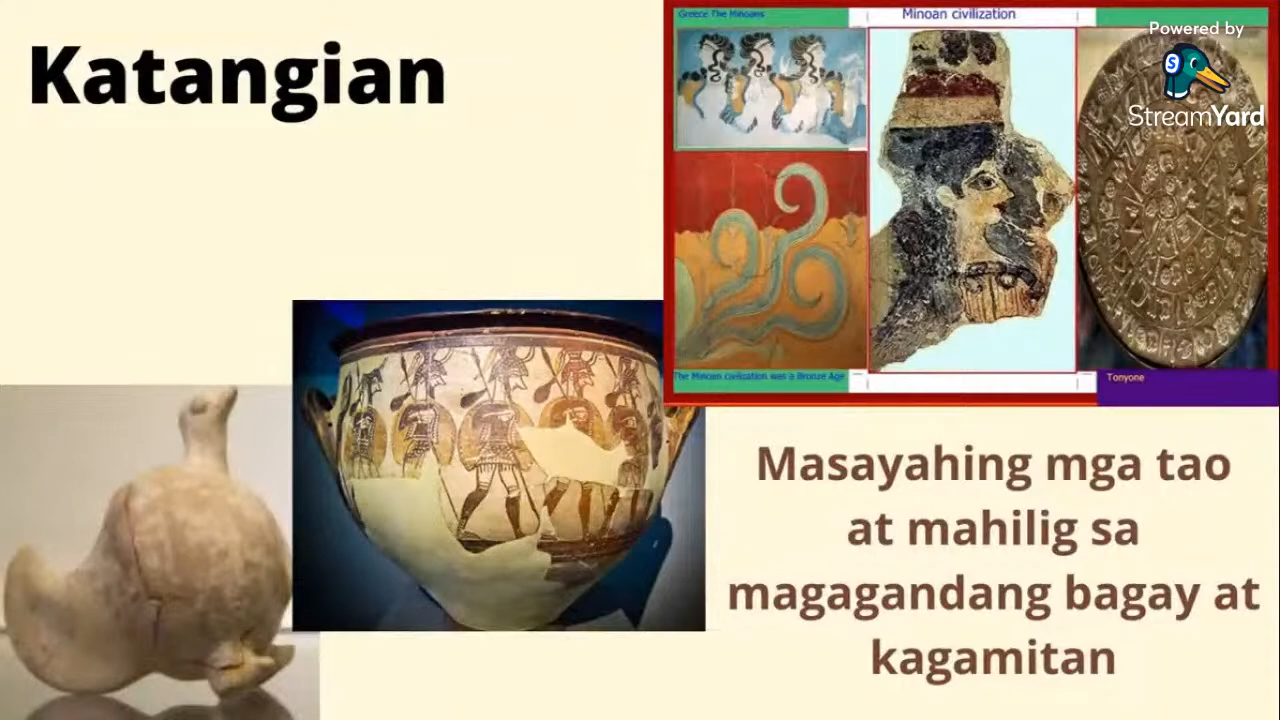 Katangian
Greece The Minoans
Minoan civilization
Powered by
StreamYard
The Minoan civilization was a Bronze Age
Tonyone
Masayahing mga tao
at mahilig sa
magagandang bagay at
kagamitan